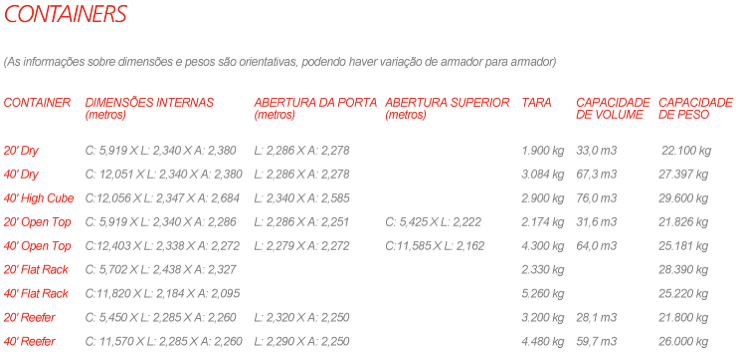 CONTAINERS
(As informações sobre dimensões e pesos são orientativas, podendo haver variação de armador para armador)
CONTAINER DIMENSÕES INTERNAS ABERTURA DA PORTA ABERTURA SUPERIOR TARA CAPACIDADE CAPACIDADE
(metros) (metros) (metros) DE VOLUME DE PESO
20' Dry C: 5,919 X L: 2,340 X A: 2,380 L: 2,286 X A: 2,278 1.900 kg 33,0 m3 22.100 kg
40' Dry C: 12,051 X L: 2,340 X A: 2,380 L: 2,286 X A: 2,278 3.084 kg 67,3 m3 27.397 kg
40' High Cube C:12,056 X L: 2,347 X A: 2,684 L: 2,340 X A: 2,585 2.900 kg 76,0 m3 29.600 kg
20' Open Top C: 5,919 X L: 2,340 X A: 2,286 L: 2,286 X A: 2,251 C: 5,425 X L: 2,222 2.174 kg 31,6 m3 21.826 kg
40' Open Top C:12,403 X L: 2,338 X A: 2,272 L: 2,279 X A: 2,272 C:11,585 X L: 2,162 4.300 kg 64,0 m3 25.181 kg
20' Flat Rack C: 5,702 X L: 2,438 X A: 2,327 2.330 kg 28.390 kg
40' Flat Rack C:11,820 X L: 2,184 X A: 2,095 5.260 kg 25.220 kg
20' Reefer C: 5,450 X L: 2,285 X A: 2,260 L: 2,320 X A: 2,250 3.200 kg 28,1 m3 21.800 kg
40' Reefer C: 11,570 X L: 2,285 X A: 2,260 L: 2,290 X A: 2,250 4.480 kg 59,7 m3 26.000 kg